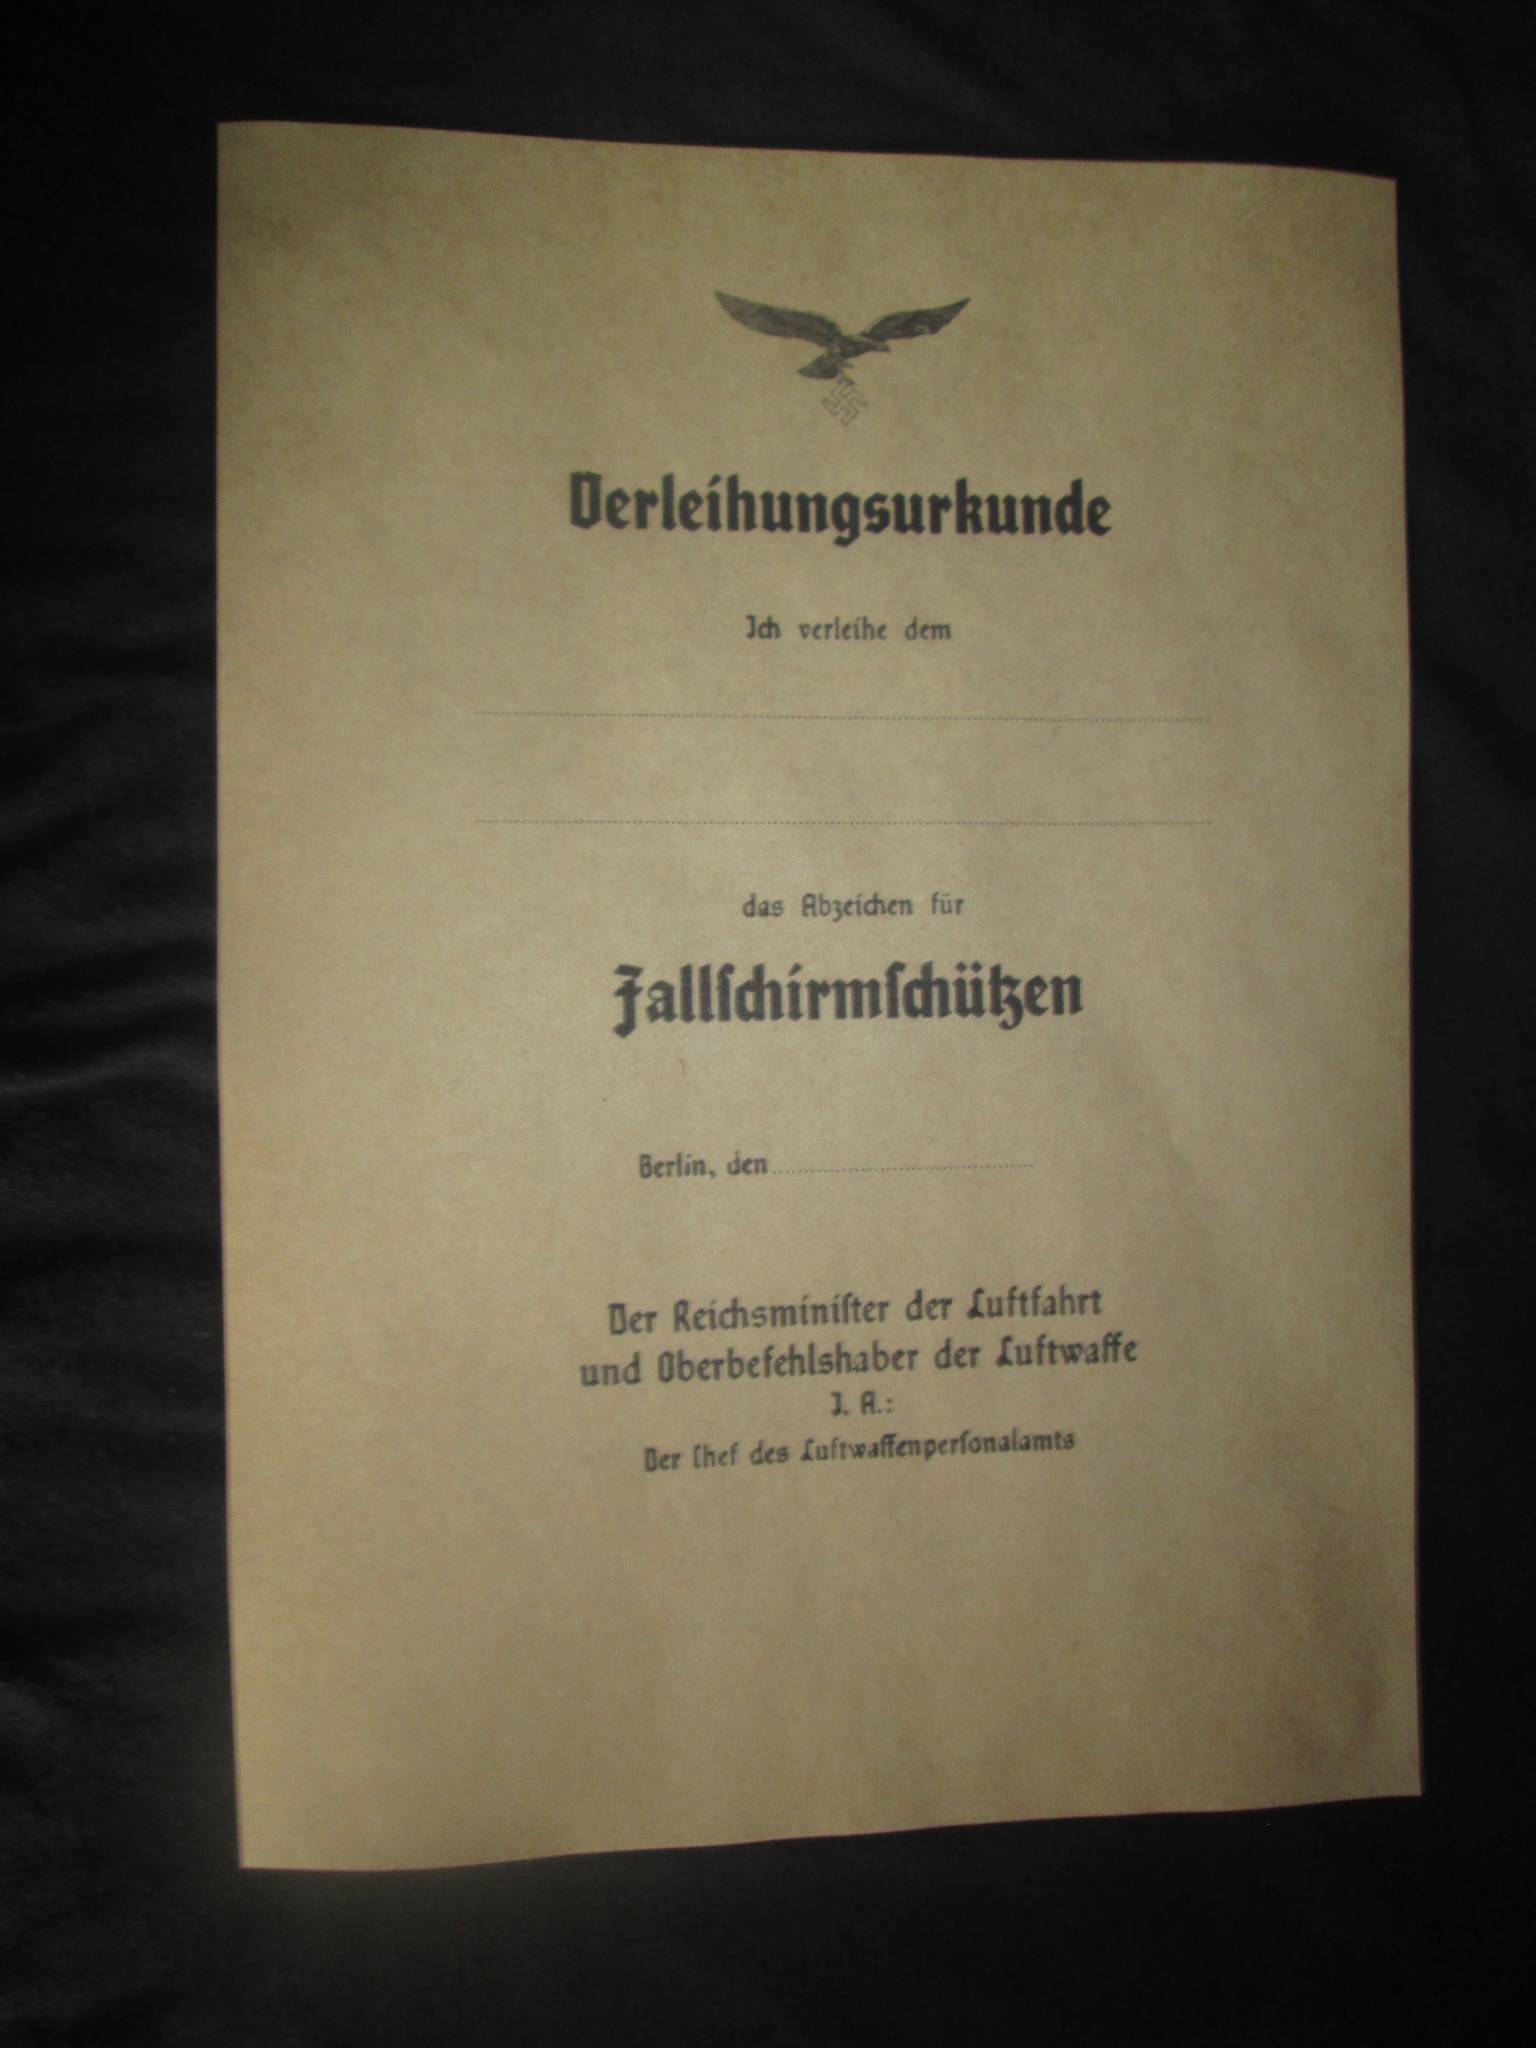 Verleihungsurkunde
Ich verleihe dem
das Abzeichen für
Fallſchirmſchützen
Berlin, den
Der Reichsminiſter der Luftfahrt
und Oberbefehlshaber der Luftwaffe
J. A.:
Der Chef des Luftwaffenperſonalamts